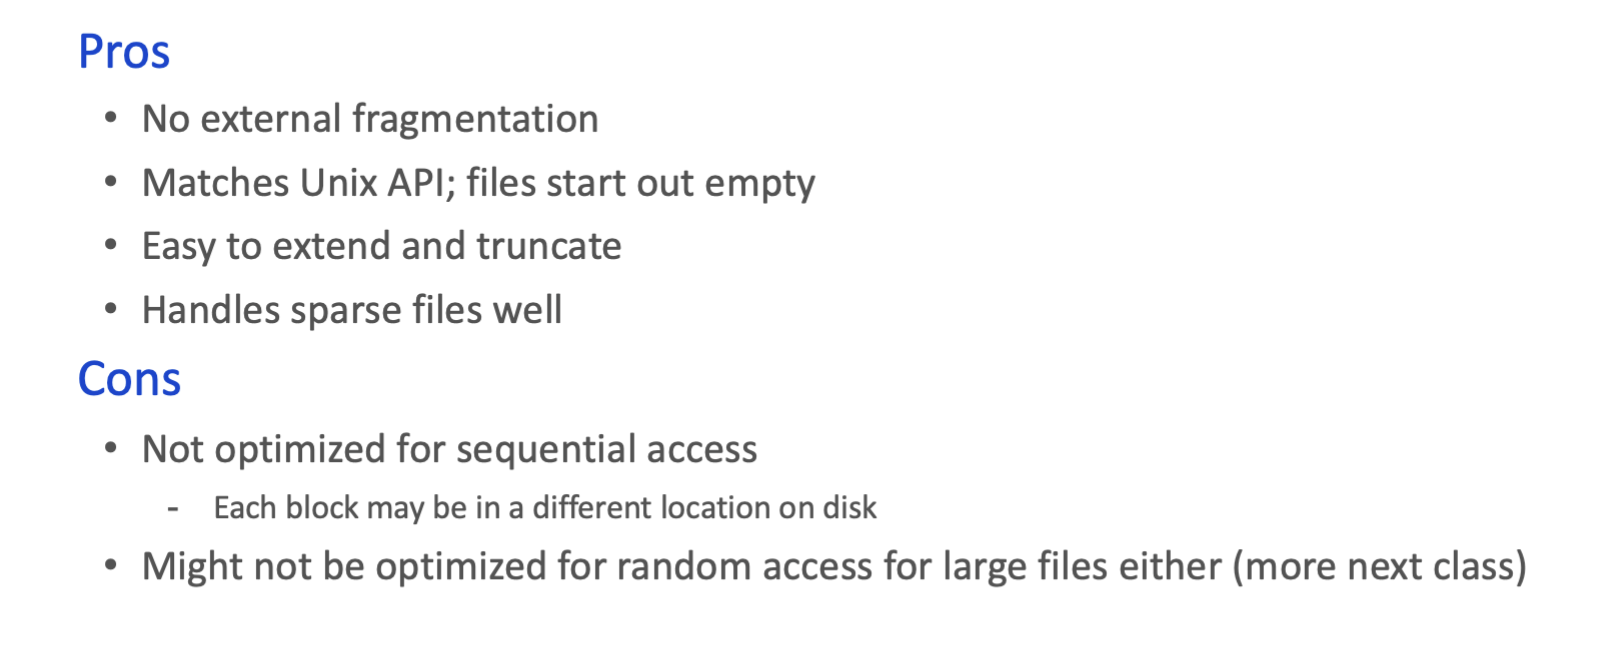 Pros
• No external fragmentation
• Matches Unix API; files start out empty
• Easy to extend and truncate
• Handles sparse files well
Cons
• Not optimized for sequential access
- Each block may be in a different location on disk
• Might not be optimized for random access for large files either (more next class)